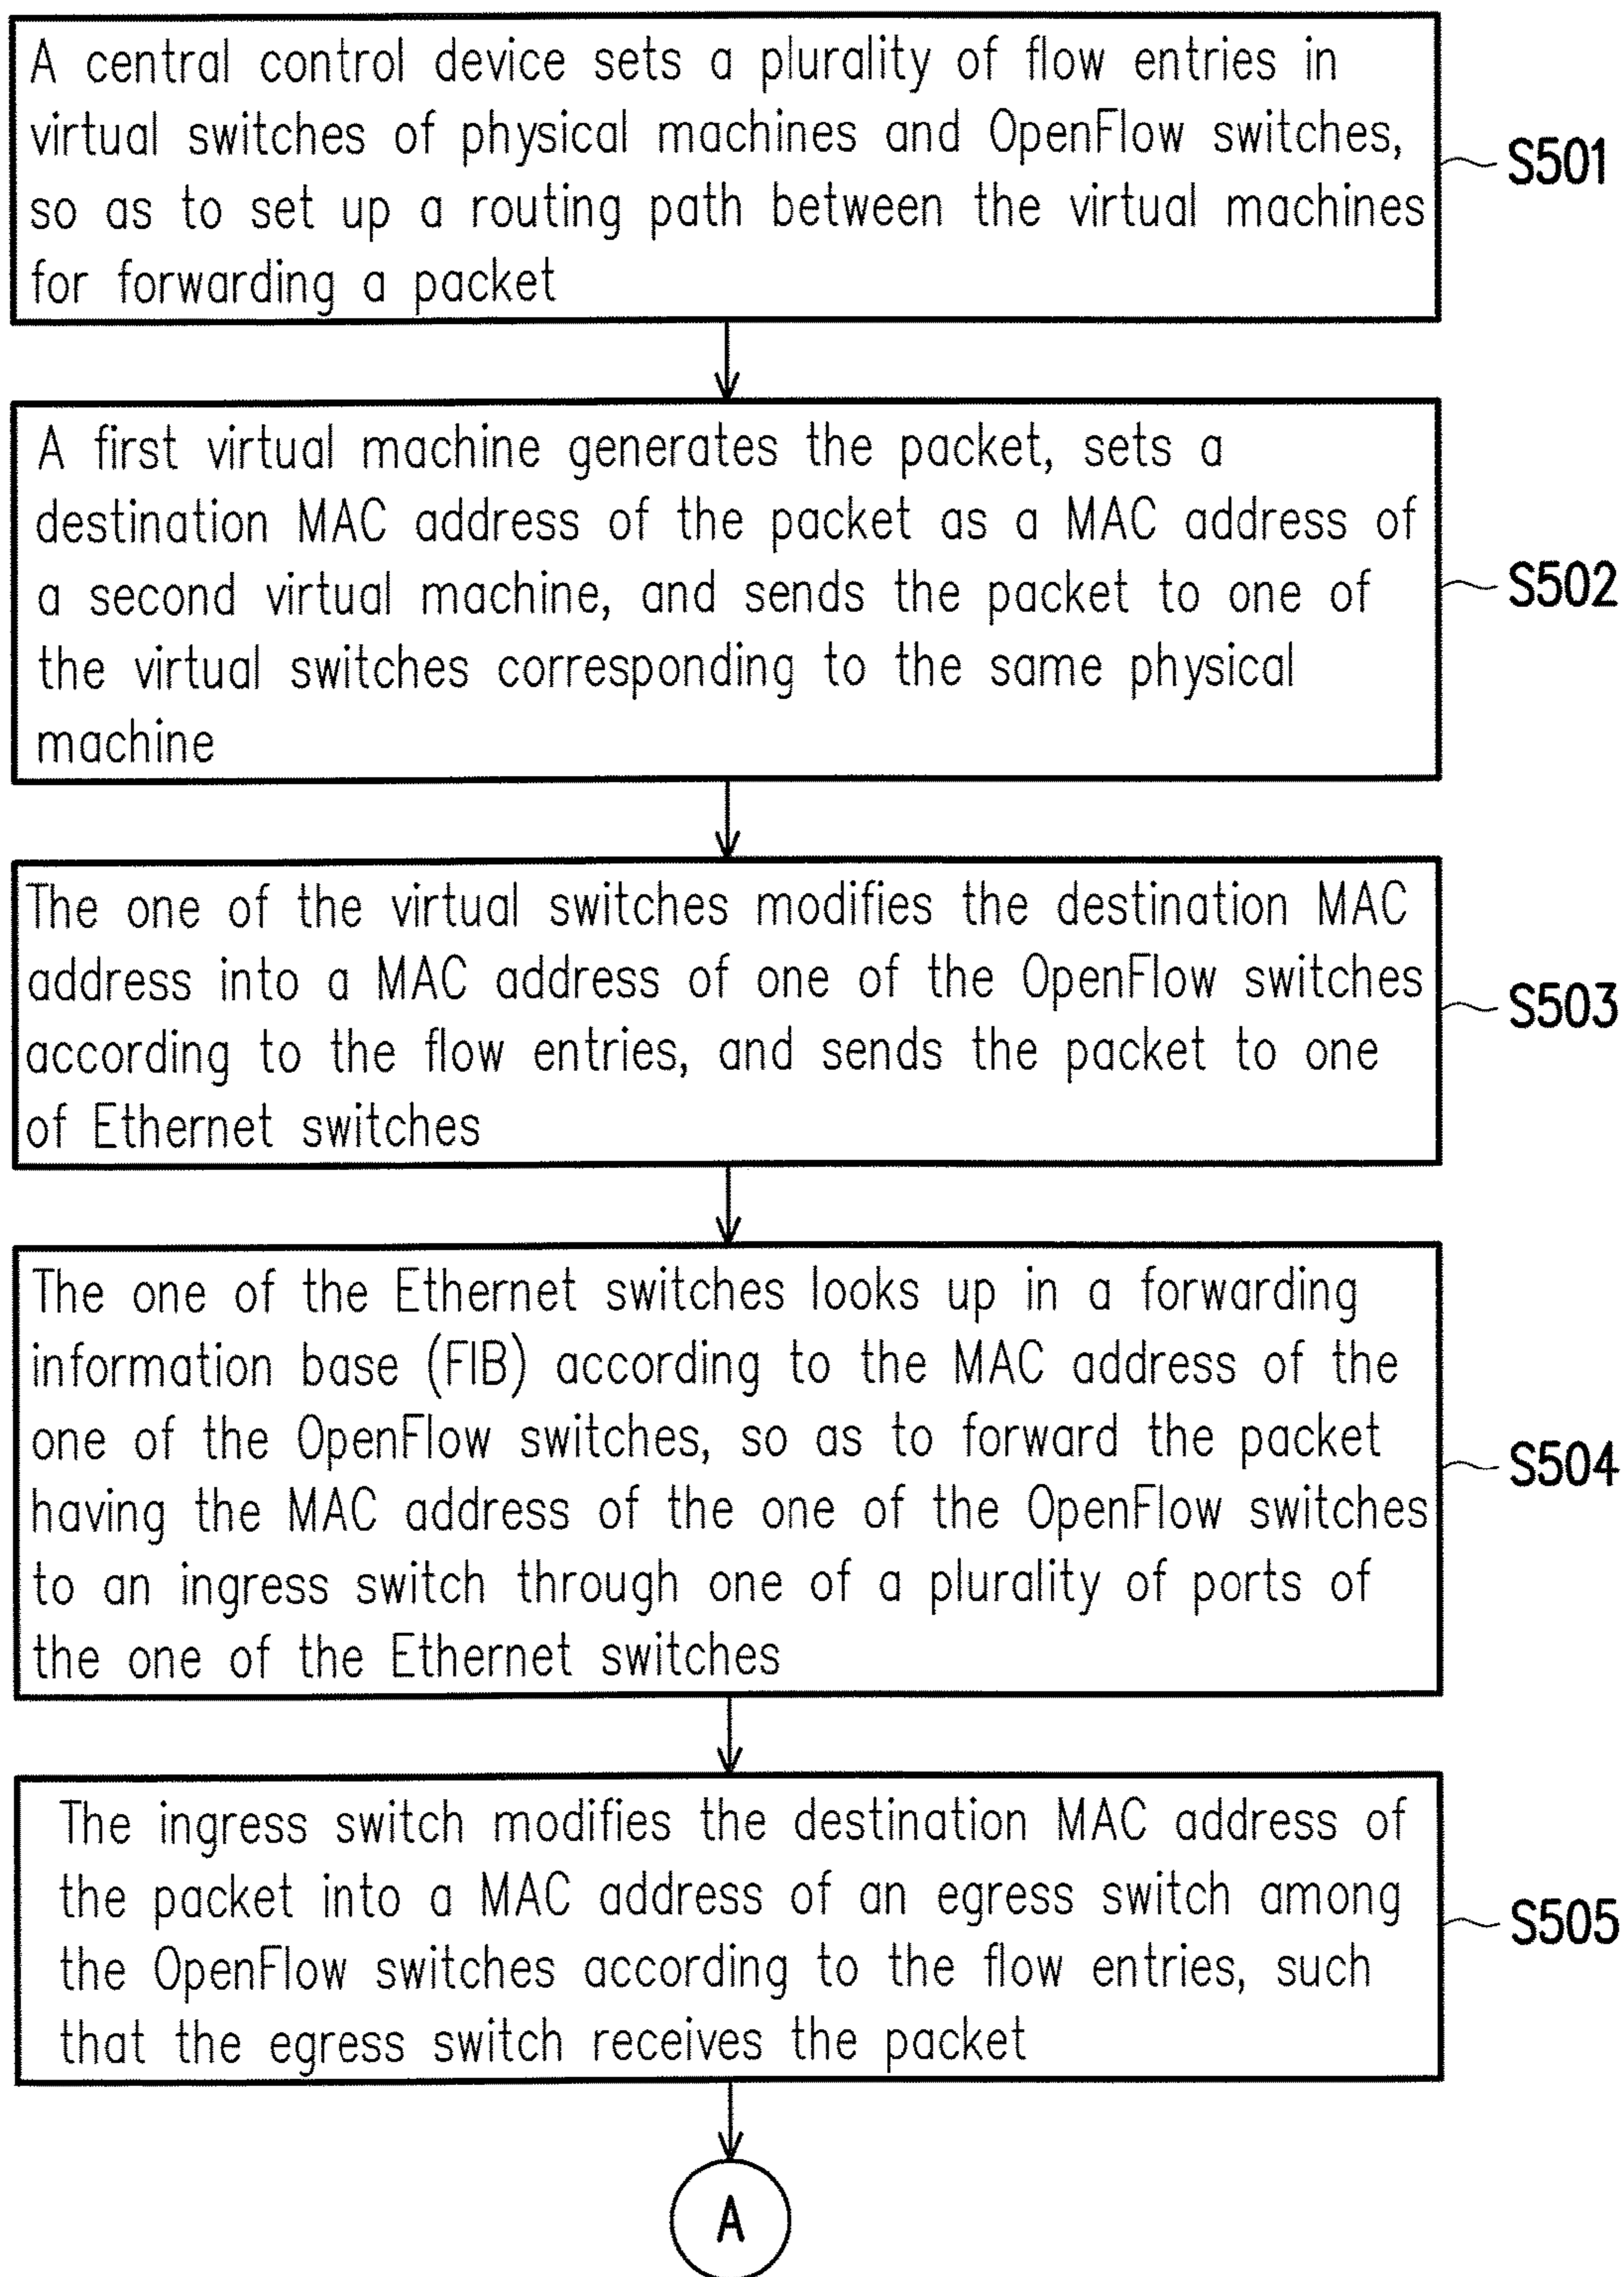 A central control device sets a plurality of flow entries in
virtual switches of physical machines and OpenFlow switches,
so as to set up a routing path between the virtual machines
for forwarding a packet
S501
A first virtual machine generates the packet, sets a
destination MAC address of the packet as a MAC address of
a second virtual machine, and sends the packet to one of
the virtual switches corresponding to the same physical
machine
S502
The one of the virtual switches modifies the destination MAC
address into a MAC address of one of the OpenFlow switches
according to the flow entries, and sends the packet to one
of Ethernet switches
S503
The one of the Ethernet switches looks up in a forwarding
information base (FIB) according to the MAC address of the
one of the OpenFlow switches, so as to forward the packet
having the MAC address of the one of the OpenFlow switches
to an ingress switch through one of a plurality of ports of
the one of the Ethernet switches
S504
The ingress switch modifies the destination MAC address of
the packet into a MAC address of an egress switch among
the OpenFlow switches according to the flow entries, such
that the egress switch receives the packet
S505
A